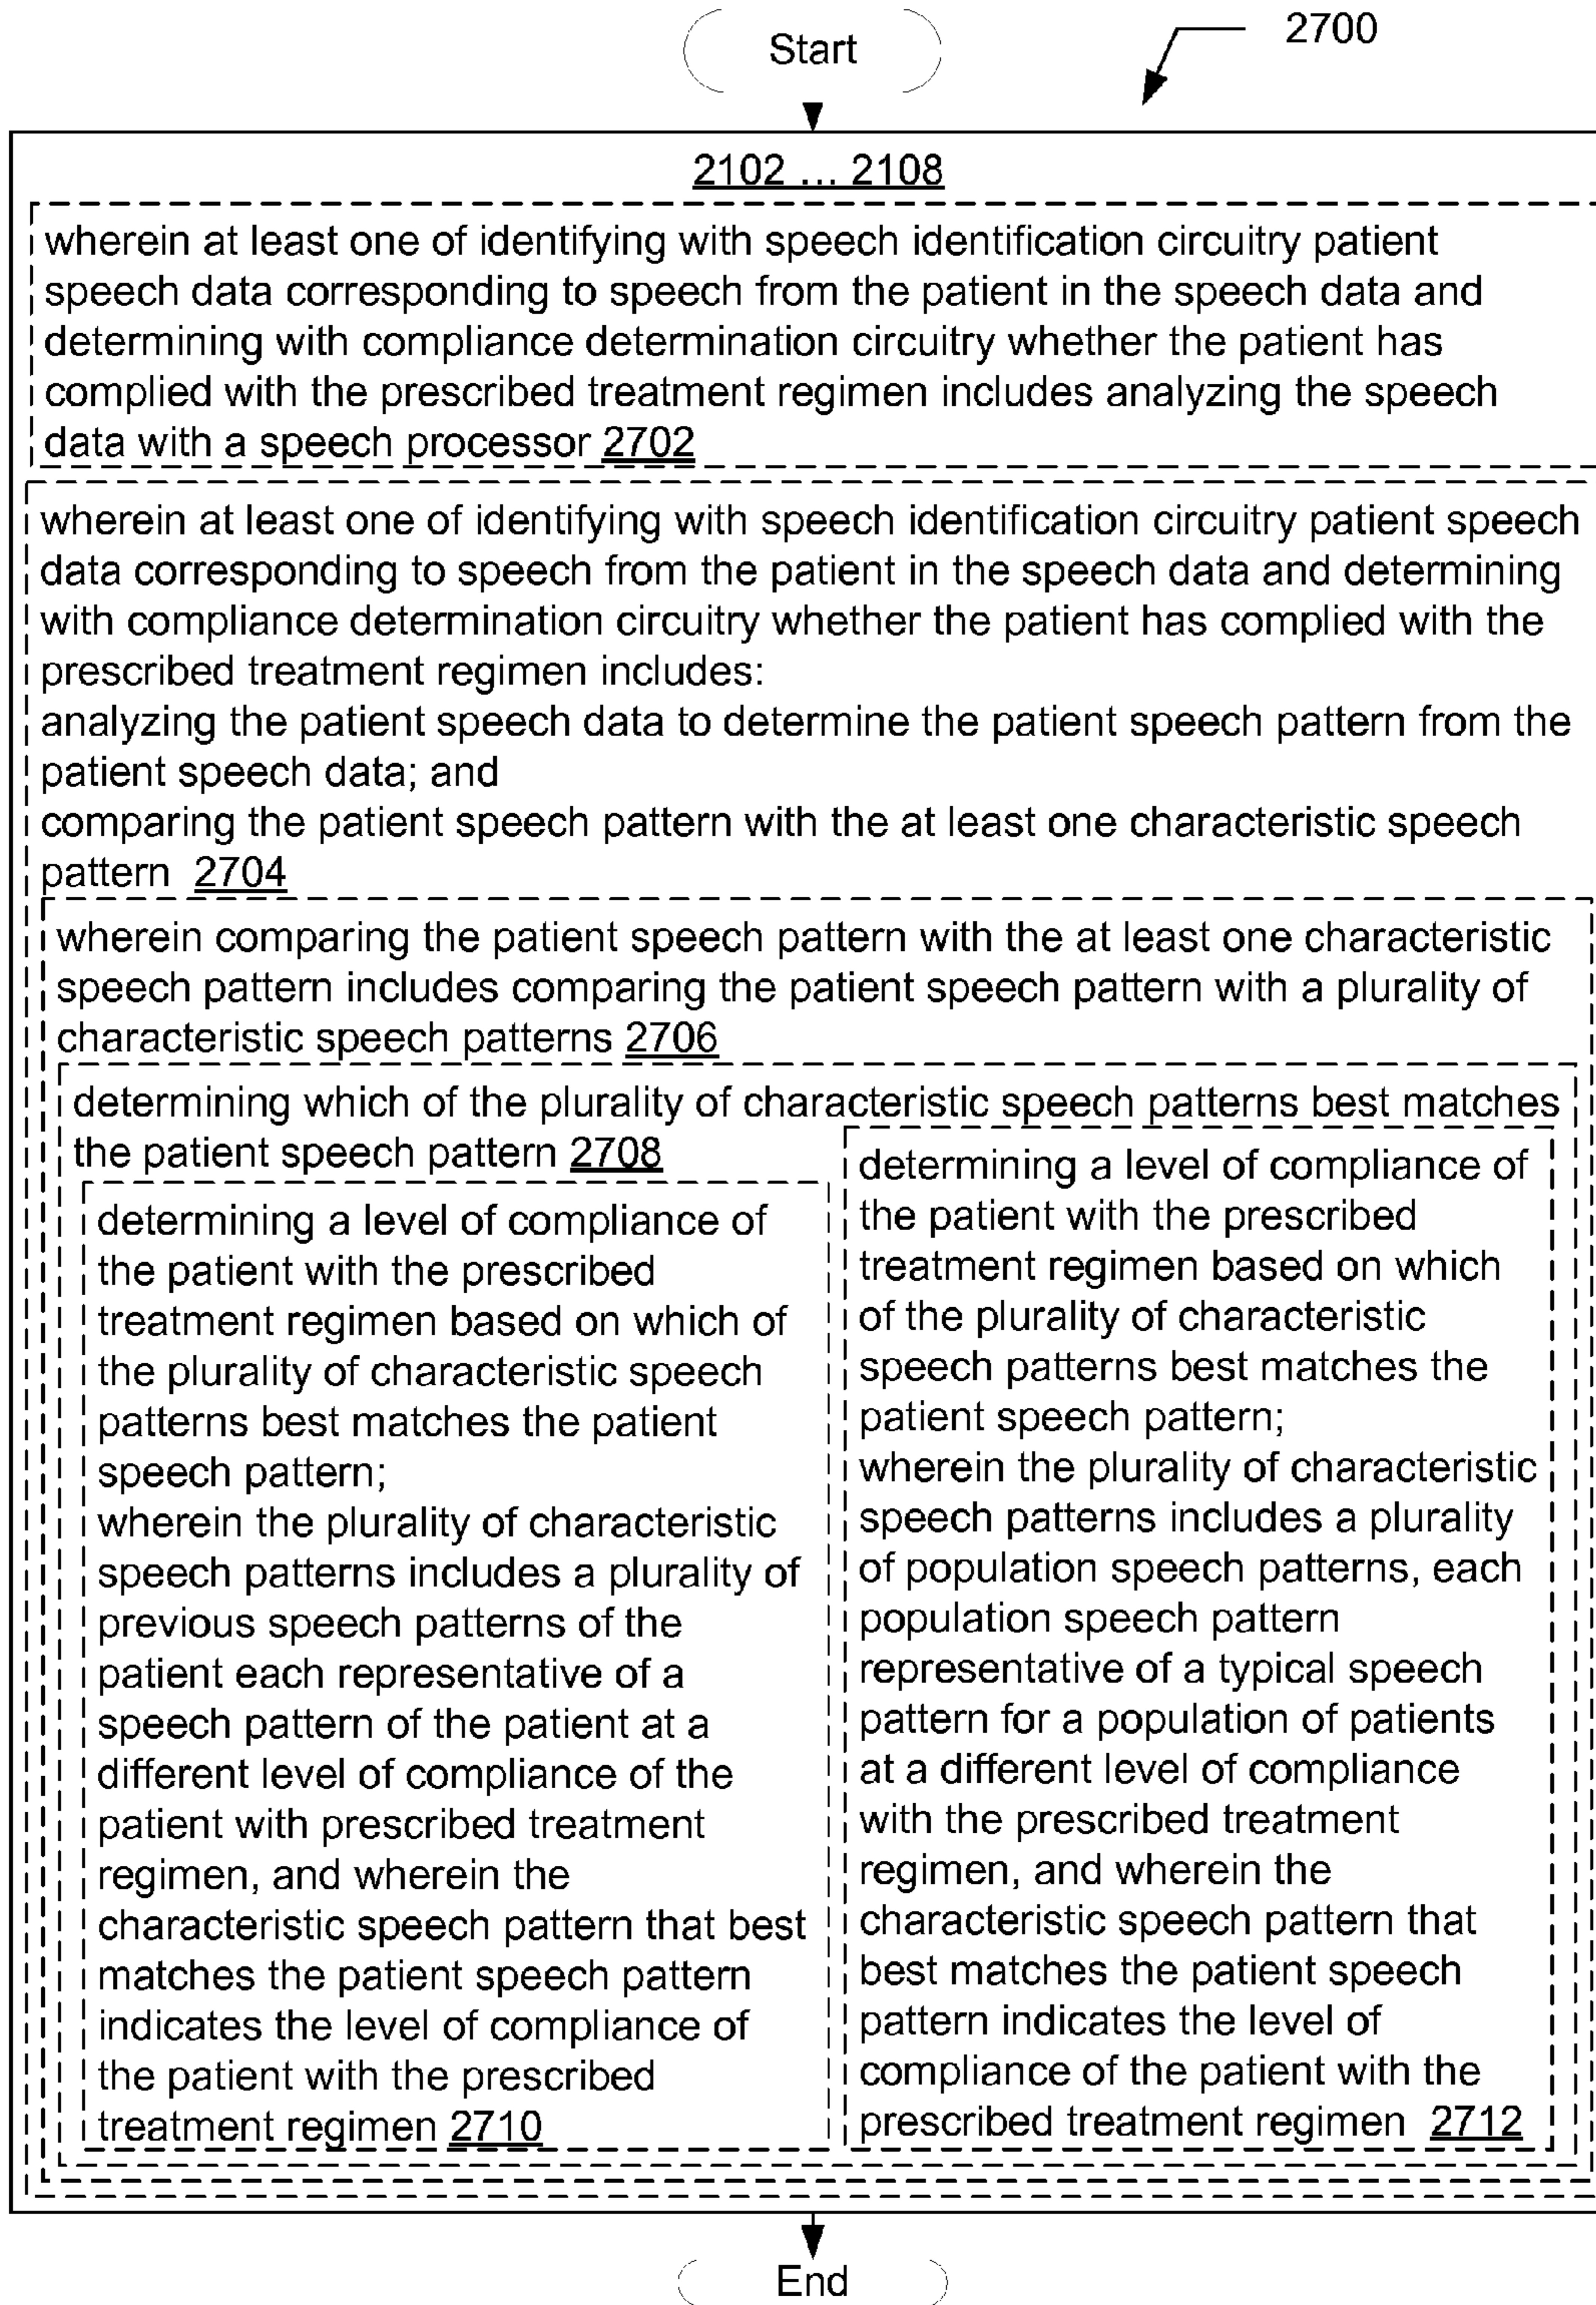 Start
2700
2102 ... 2108
wherein at least one of identifying with speech identification circuitry patient
speech data corresponding to speech from the patient in the speech data and
determining with compliance determination circuitry whether the patient has
complied with the prescribed treatment regimen includes analyzing the speech
data with a speech processor 2702
wherein at least one of identifying with speech identification circuitry patient speech
data corresponding to speech from the patient in the speech data and determining
with compliance determination circuitry whether the patient has complied with the
prescribed treatment regimen includes:
analyzing the patient speech data to determine the patient speech pattern from the
patient speech data; and
comparing the patient speech pattern with the at least one characteristic speech
pattern 2704
wherein comparing the patient speech pattern with the at least one characteristic
speech pattern includes comparing the patient speech pattern with a plurality of
characteristic speech patterns 2706
determining which of the plurality of characteristic speech patterns best matches
the patient speech pattern 2708
determining a level of compliance of
the patient with the prescribed
treatment regimen based on which of
the plurality of characteristic speech
patterns best matches the patient
speech pattern;
wherein the plurality of characteristic
speech patterns includes a plurality of
previous speech patterns of the
patient each representative of a
speech pattern of the patient at a
different level of compliance of the
patient with prescribed treatment
regimen, and wherein the
characteristic speech pattern that best
matches the patient speech pattern
indicates the level of compliance of
the patient with the prescribed
treatment regimen 2710
determining a level of compliance of
the patient with the prescribed
treatment regimen based on which
of the plurality of characteristic
speech patterns best matches the
patient speech pattern;
wherein the plurality of characteristic
speech patterns includes a plurality
of population speech patterns, each
population speech pattern
representative of a typical speech
pattern for a population of patients
at a different level of compliance
with the prescribed treatment
regimen, and wherein the
characteristic speech pattern that
best matches the patient speech
pattern indicates the level of
compliance of the patient with the
prescribed treatment regimen 2712
End